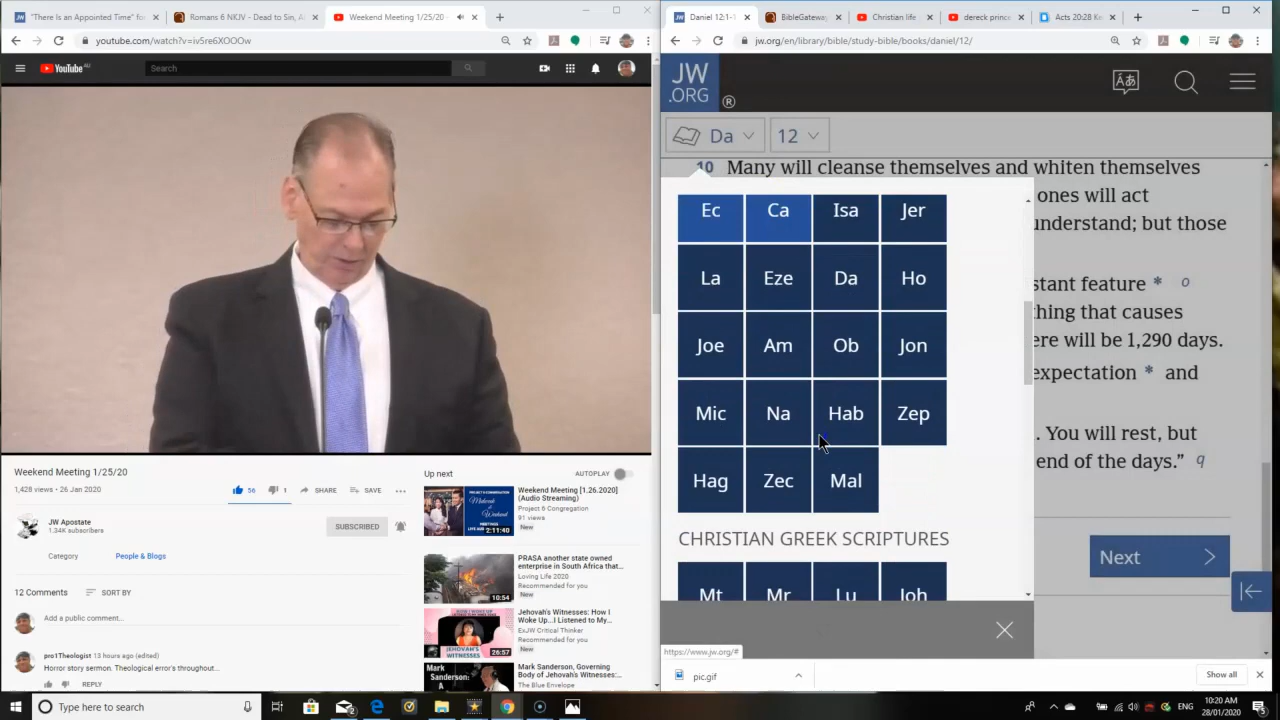 "There Is An Appointed Time" for
Romans 6 NKJV - Dead to Sin, Al
Weekend Meeting 1/25/20 -
youtube.com/watch?v=iv5re6XOOOw
YouTube AU
Search
Weekend Meeting 1/25/20
1,428 views • 26 Jan 2020
56
1
SHARE
SAVE
JW Apostate
1.34K subscribers
SUBSCRIBED
Category
People & Blogs
12 Comments
SORT BY
Add a public comment...
pro1Theologist 13 hours ago (edited)
Horror story sermon. Theological error's throughout...
REPLY
Up next
AUTOPLAY
Weekend Meeting [1.26.2020]
(Audio Streaming)
Project 6 Congregation
91 views
New
2:11:40
PRASA another state owned
enterprise in South Africa that...
Loving Life 2020
Recommended for you
New
10:54
Jehovah's Witnesses: How I
Woke Up...I Listened to My...
ExJW Critical Thinker
Recommended for you
New
26:57
Mark Sanderson, Governing
Body of Jehovah's Witnesses:...
The Blue Envelope
Mark
Sanderson:
Daniel 12:1-1
BibleGateway
Christian life
dereck prince
Acts 20:28 Ke
jw.org/en/library/bible/study-bible/books/daniel/12/
JW
.ORG
®
Da
12
10 Many will cleanse themselves and whiten themselves
ones will act
understand; but those
stant feature * o
thing that causes
ere will be 1,290 days.
expectation * and
. You will rest, but
end of the days.” q
Ec
Ca
Isa
Jer
La
Eze
Da
Ho
Joe
Am
Ob
Jon
Mic
Na
Hab
Zep
Hag
Zec
Mal
CHRISTIAN GREEK SCRIPTURES
Mt
Mr
Lu
Joh
Next
https://www.jw.org/#
pic.gif
Show all
Type here to search
ENG
10:20 AM
28/01/2020